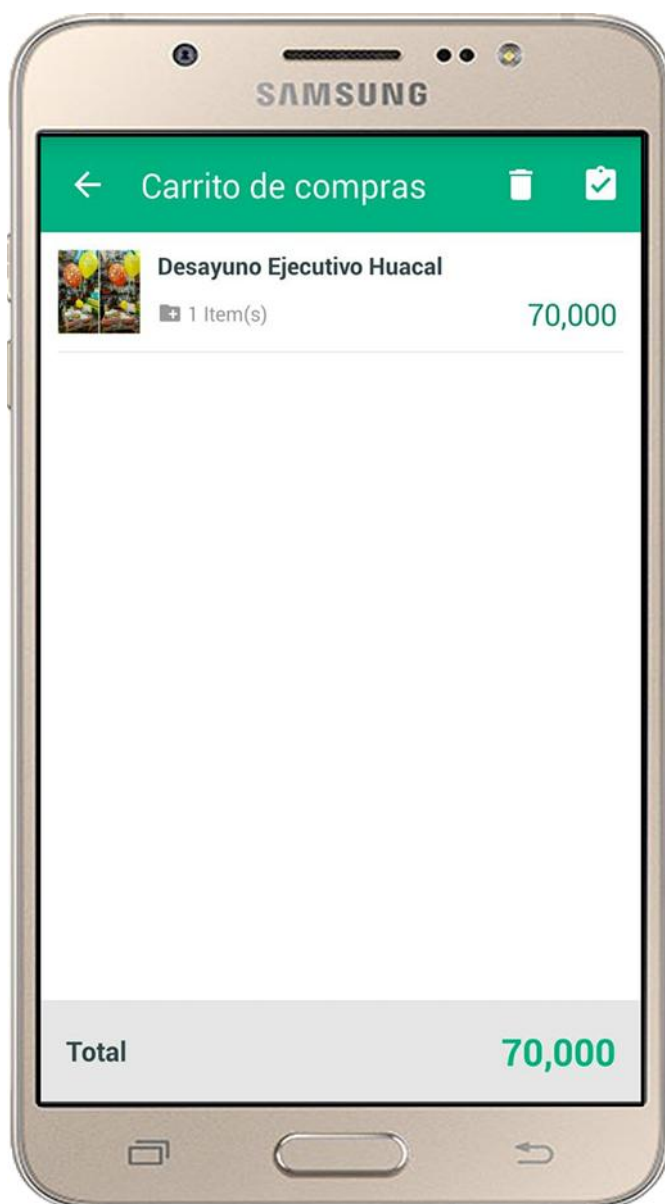 SAMSUNG
Carrito de compras
Desayuno Ejecutivo Huacal
1 Item(s)
70,000
Total
70,000